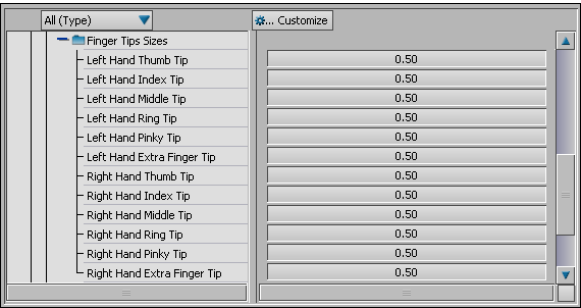 All (Type)
... Customize
Finger Tips Sizes
Left Hand Thumb Tip 0.50
Left Hand Index Tip 0.50
Left Hand Middle Tip 0.50
Left Hand Ring Tip 0.50
Left Hand Pinky Tip 0.50
Left Hand Extra Finger Tip 0.50
Right Hand Thumb Tip 0.50
Right Hand Index Tip 0.50
Right Hand Middle Tip 0.50
Right Hand Ring Tip 0.50
Right Hand Pinky Tip 0.50
Right Hand Extra Finger Tip 0.50